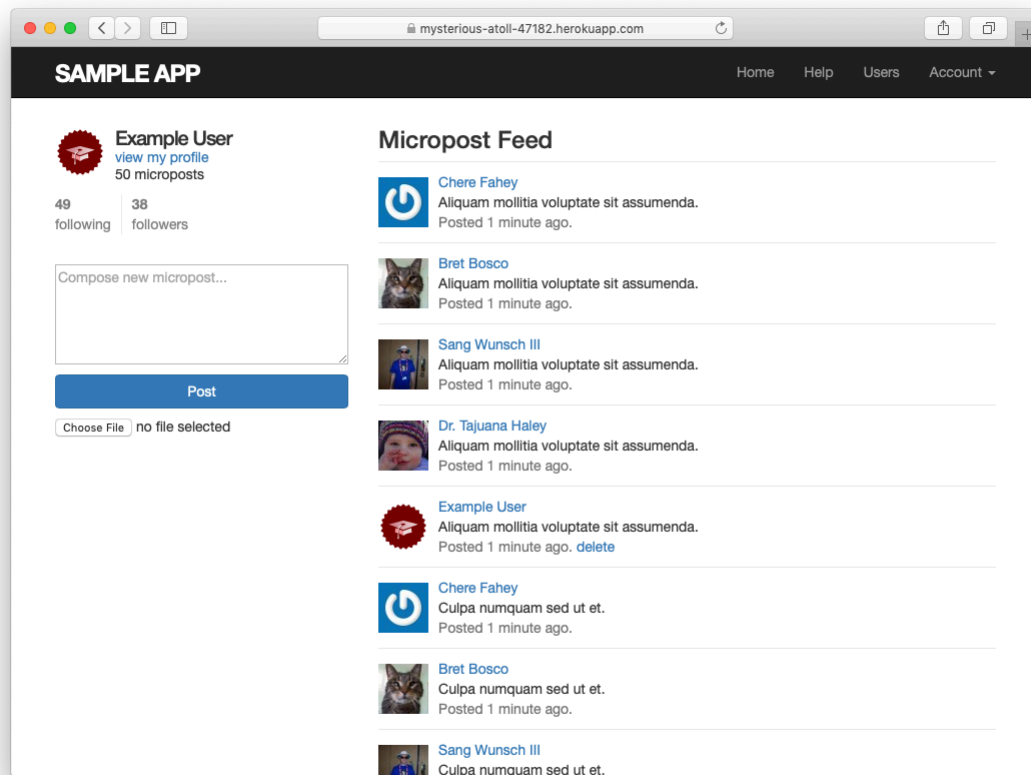 mysterious-atoll-47182.herokuapp.com
SAMPLE APP
Home Help Users Account
Example User
view my profile
50 microposts
49 38
following followers
Compose new micropost...
Post
Choose File no file selected
Micropost Feed
Chere Fahey
Aliquam mollitia voluptate sit assumenda.
Posted 1 minute ago.
Bret Bosco
Aliquam mollitia voluptate sit assumenda.
Posted 1 minute ago.
Sang Wunsch III
Aliquam mollitia voluptate sit assumenda.
Posted 1 minute ago.
Dr. Tajuana Haley
Aliquam mollitia voluptate sit assumenda.
Posted 1 minute ago.
Example User
Aliquam mollitia voluptate sit assumenda.
Posted 1 minute ago. delete
Chere Fahey
Culpa numquam sed ut et.
Posted 1 minute ago.
Bret Bosco
Culpa numquam sed ut et.
Posted 1 minute ago.
Sang Wunsch III
Culpa numquam sed ut et.